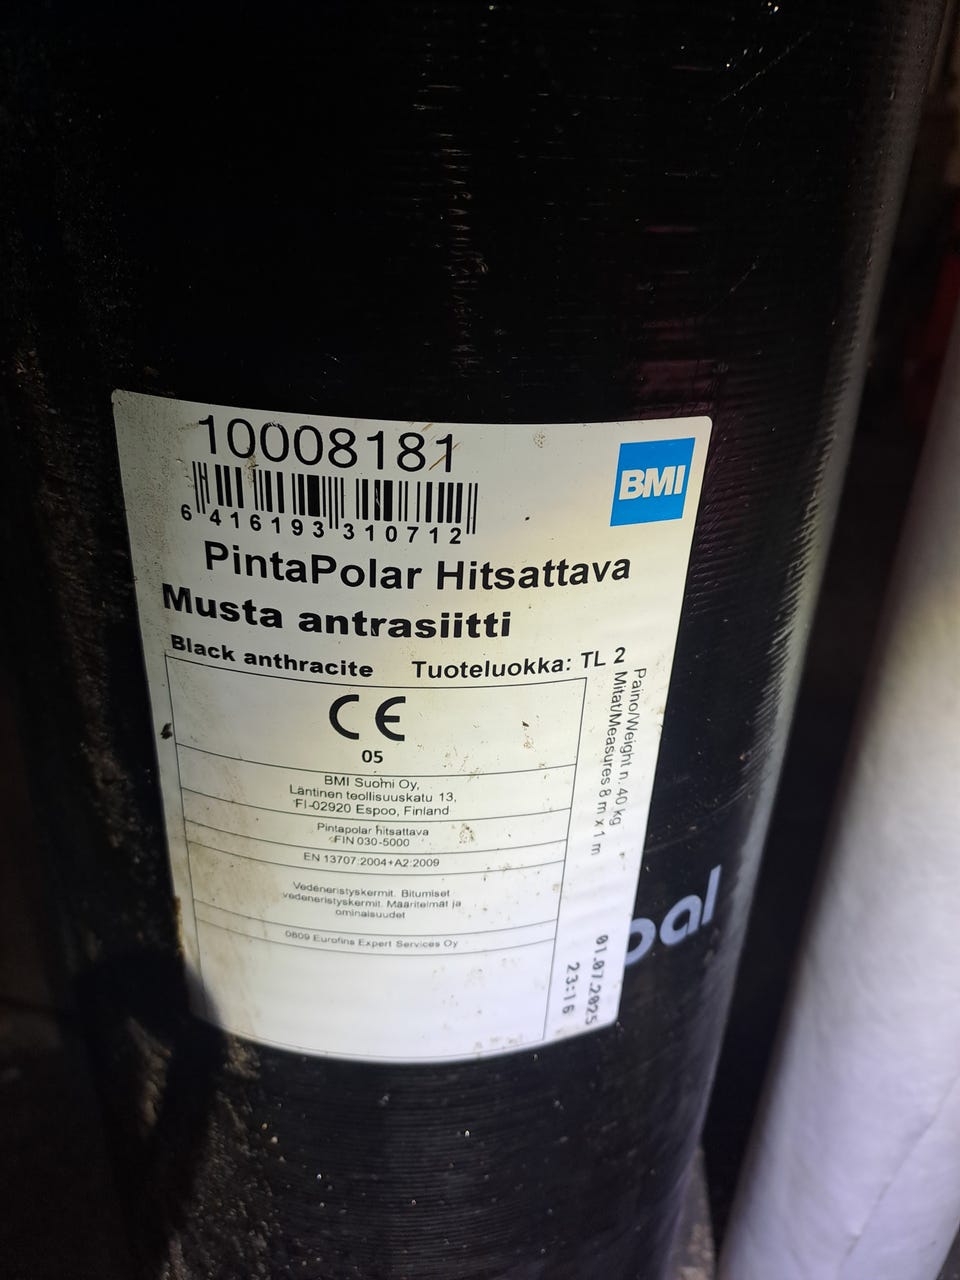 10008181
BMI
6 416193 310712
PintaPolar Hitsattava
Musta antrasiitti
Black anthracite Tuoteluokka: TL 2
CE
05
BMI Suomi Oy,
Läntinen teollisuuskatu 13,
FI-02920 Espoo, Finland
Pintapolar hitsattava
FIN 030-5000
EN 13707:2004+A2:2009
Vedeneristyskermit. Bitumiset
vedeneristyskermit. Määritelmät ja
ominaisuudet
0809 Eurofins Expert Services Oy
Paino/Weight n. 40 kg
Mitat/Measures 8 m x 1 m
01.07.2025
23:16
pal